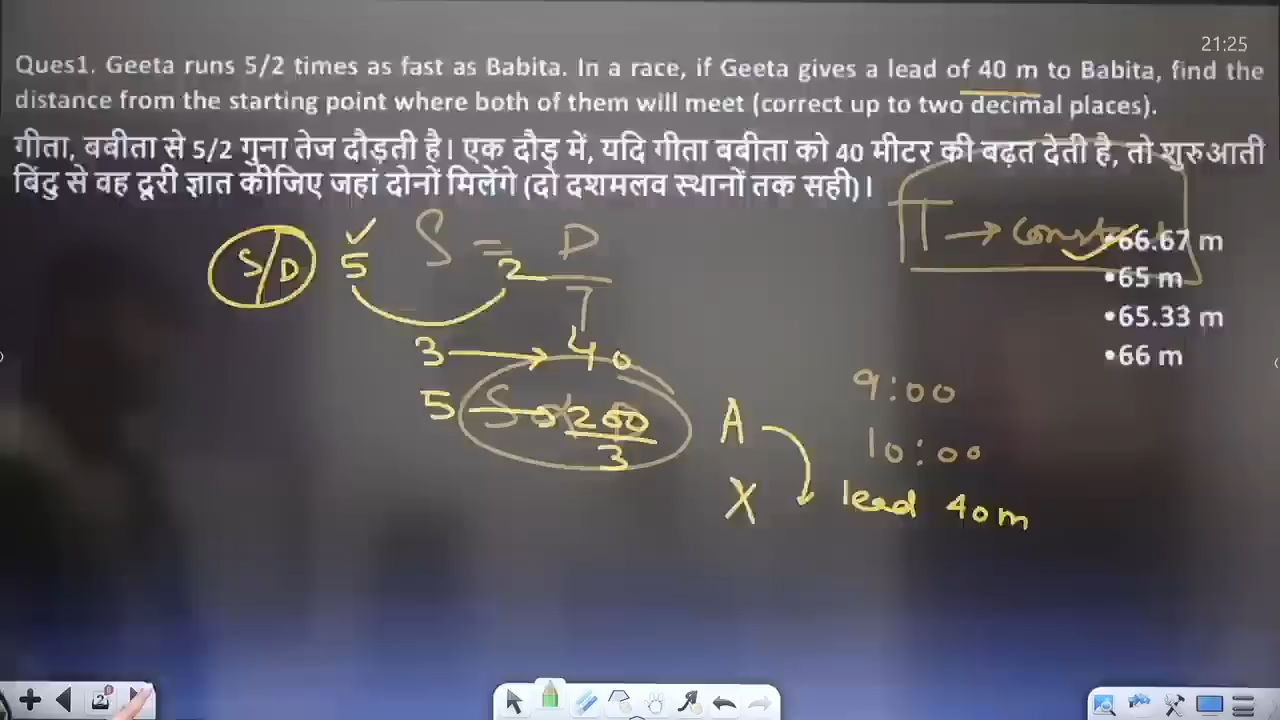 21:25
Ques1. Geeta runs 5/2 times as fast as Babita. In a race, if Geeta gives a lead of 40 m to Babita, find the
distance from the starting point where both of them will meet (correct up to two decimal places).
गीता, बबीता से 5/2 गुना तेज दौड़ती है। एक दौड़ में, यदि गीता बबीता को 40 मीटर की बढ़त देती है, तो शुरुआती
बिंदु से वह दूरी ज्ञात कीजिए जहां दोनों मिलेंगे (दो दशमलव स्थानों तक सही)।
S/D 5 2
S = D
T
T → const
•66.67 m
•65 m
•65.33 m
•66 m
3 → 40
5 200
3
A
X
9:00
10:00
lead 40m
2